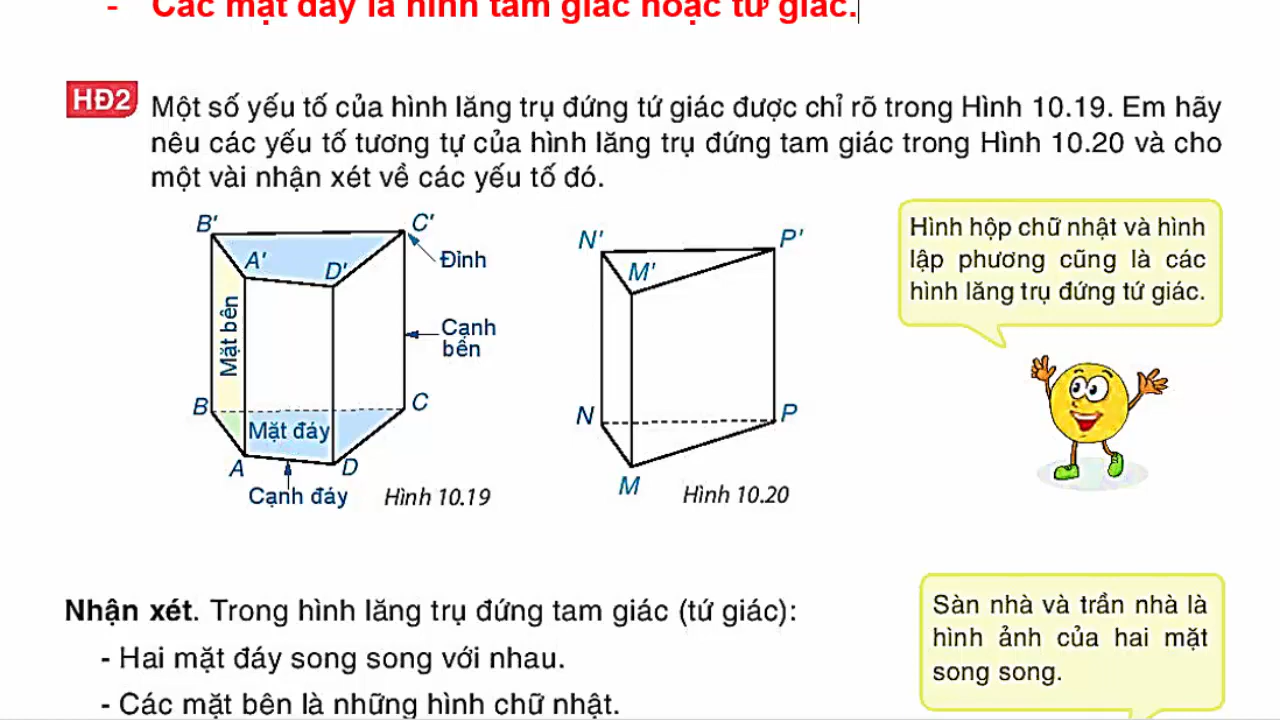 - Các mặt đáy là hình tam giác hoặc tứ giác.
HĐ2 Một số yếu tố của hình lăng trụ đứng tứ giác được chỉ rõ trong Hình 10.19. Em hãy
nêu các yếu tố tương tự của hình lăng trụ đứng tam giác trong Hình 10.20 và cho
một vài nhận xét về các yếu tố đó.
B'
C'
A'
D'
Đỉnh
Mặt bên
Cạnh
bên
B
C
Mặt đáy
A
D
Cạnh đáy
Hình 10.19
N'
P'
M'
N
P
M
Hình 10.20
Hình hộp chữ nhật và hình
lập phương cũng là các
hình lăng trụ đứng tứ giác.
Nhận xét. Trong hình lăng trụ đứng tam giác (tứ giác):
- Hai mặt đáy song song với nhau.
- Các mặt bên là những hình chữ nhật.
Sàn nhà và trần nhà là
hình ảnh của hai mặt
song song.